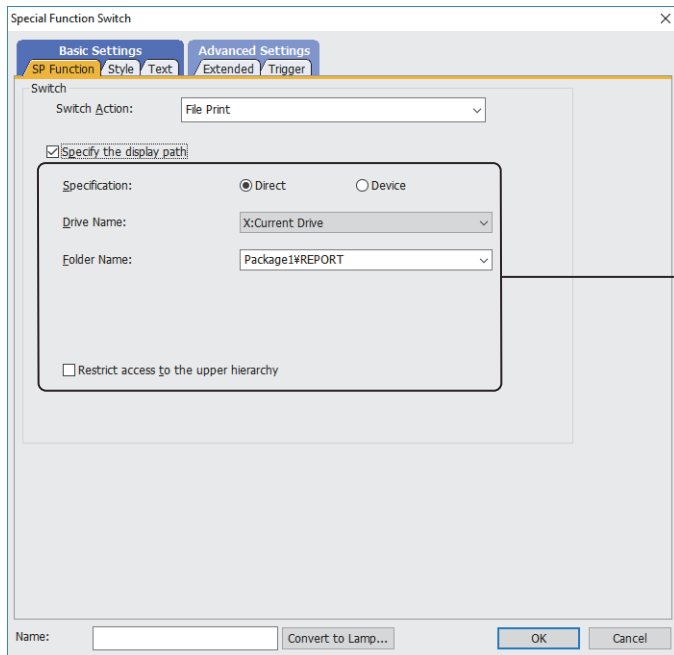 Special Function Switch
Basic Settings Advanced Settings
SP Function Style Text Extended Trigger
Switch
Switch Action: File Print
Specify the display path
Specification: Direct Device
Drive Name: X:Current Drive
Folder Name: Package1¥REPORT
Restrict access to the upper hierarchy
Name: Convert to Lamp... OK Cancel